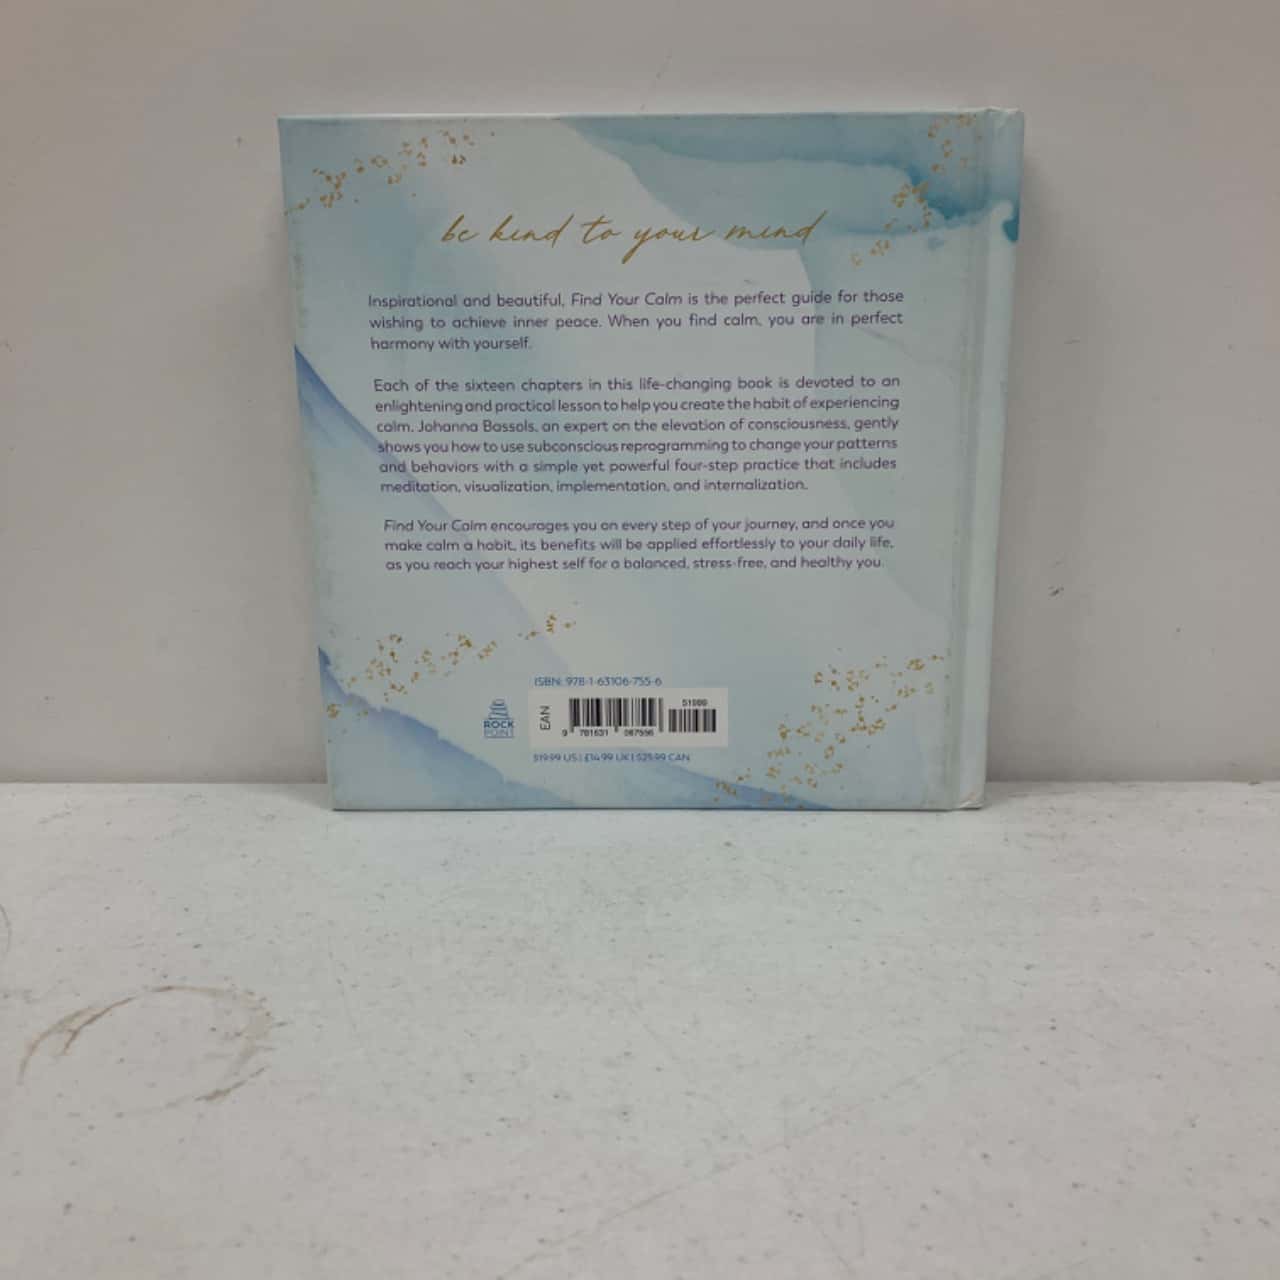 be kind to your mind
Inspirational and beautiful, Find Your Calm is the perfect guide for those
wishing to achieve inner peace. When you find calm, you are in perfect
harmony with yourself.
Each of the sixteen chapters in this life-changing book is devoted to an
enlightening and practical lesson to help you create the habit of experiencing
calm. Johanna Bassols, an expert on the elevation of consciousness, gently
shows you how to use subconscious reprogramming to change your patterns
and behaviors with a simple yet powerful four-step practice that includes
meditation, visualization, implementation, and internalization.
Find Your Calm encourages you on every step of your journey, and once you
make calm a habit, its benefits will be applied effortlessly to your daily life,
as you reach your highest self for a balanced, stress-free, and healthy you.
ISBN: 978-1-63106-755-6
EAN
51999
9 781631 067556
ROCK
POINT
$19.99 US | £14.99 UK | $25.99 CAN